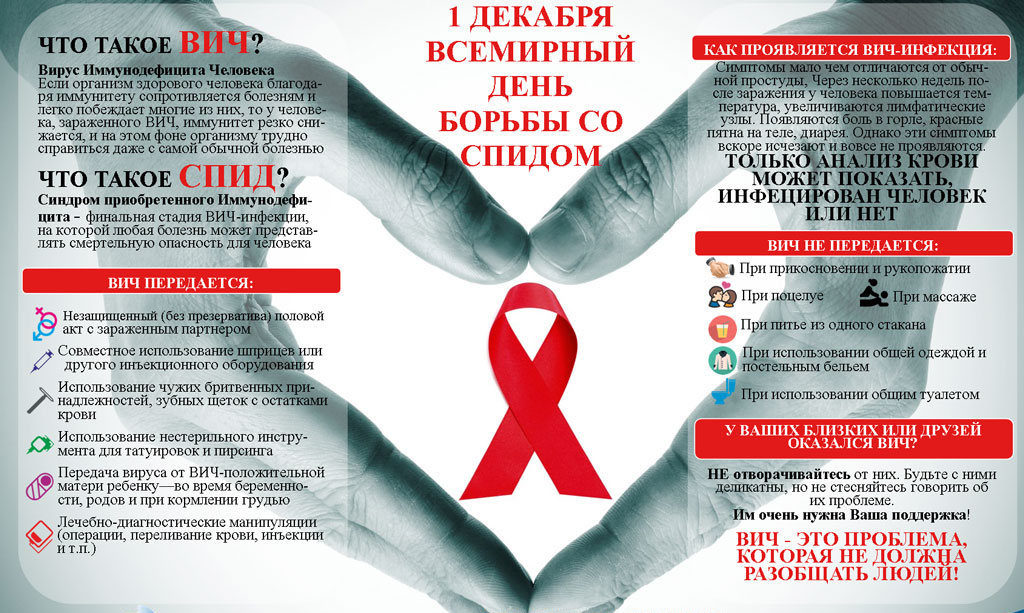 1 ДЕКАБРЯ
ВСЕМИРНЫЙ
ДЕНЬ
БОРЬБЫ СО
СПИДОМ
ЧТО ТАКОЕ ВИЧ?
Вирус Иммунодефицита Человека
Если организм здорового человека благода-
ря иммунитету сопротивляется болезням и
легко побеждает многие из них, то у челове-
ка, зараженного ВИЧ, иммунитет резко сни-
жается, и на этом фоне организму трудно
справиться даже с самой обычной болезнью
ЧТО ТАКОЕ СПИД?
Синдром приобретенного Иммунодефи-
цита - финальная стадия ВИЧ-инфекции,
на которой любая болезнь может представ-
лять смертельную опасность для человека
ВИЧ ПЕРЕДАЕТСЯ:
Незащищенный (без презерватива) половой
акт с зараженным партнером
Совместное использование шприцев или
другого инъекционного оборудования
Использование чужих бритвенных при-
надлежностей, зубных щеток с остатками
крови
Использование нестерильного инстру-
мента для татуировок и пирсинга
Передача вируса от ВИЧ-положительной
матери ребенку—во время беременно-
сти, родов и при кормлении грудью
Лечебно-диагностические манипуляции
(операции, переливание крови, инъекции
и т.п.)
КАК ПРОЯВЛЯЕТСЯ ВИЧ-ИНФЕКЦИЯ:
Симптомы мало чем отличаются от обыч-
ной простуды, Через несколько недель по-
сле заражения у человека повышается тем-
пература, увеличиваются лимфатические
узлы. Появляются боль в горле, красные
пятна на теле, диарея. Однако эти симптомы
вскоре исчезают и вовсе не проявляются.
ТОЛЬКО АНАЛИЗ КРОВИ
МОЖЕТ ПОКАЗАТЬ,
ИНФЕЦИРОВАН ЧЕЛОВЕК
ИЛИ НЕТ
ВИЧ НЕ ПЕРЕДАЕТСЯ:
При прикосновении и рукопожатии
При поцелуе При массаже
При питье из одного стакана
При использовании общей одеждой и
постельным бельем
При использовании общим туалетом
У ВАШИХ БЛИЗКИХ ИЛИ ДРУЗЕЙ
ОКАЗАЛСЯ ВИЧ?
НЕ отворачивайтесь от них. Будьте с ними
деликатны, но не стесняйтесь говорить об
их проблеме.
Им очень нужна Ваша поддержка!
ВИЧ - ЭТО ПРОБЛЕМА,
КОТОРАЯ НЕ ДОЛЖНА
РАЗОБЩАТЬ ЛЮДЕЙ!